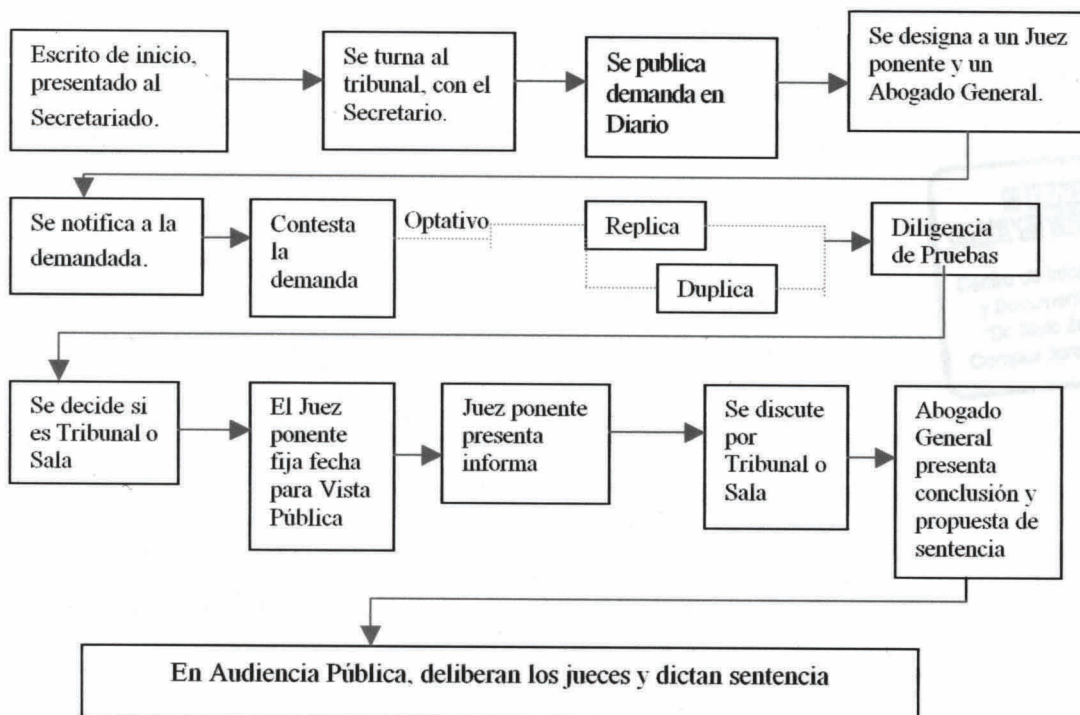 Escrito de inicio,
presentado al
Secretariado.
Se turna al
tribunal, con el
Secretario.
Se publica
demanda en
Diario
Se designa a un Juez
ponente y un
Abogado General.
Se notifica a la
demandada.
Contesta
la
demanda
Optativo
Replica
Duplica
Diligencia
de Pruebas
Se decide si
es Tribunal o
Sala
El Juez
ponente
fija fecha
para Vista
Pública
Juez ponente
presenta
informa
Se discute
por
Tribunal o
Sala
Abogado
General
presenta
conclusión y
propuesta de
sentencia
En Audiencia Pública, deliberan los jueces y dictan sentencia